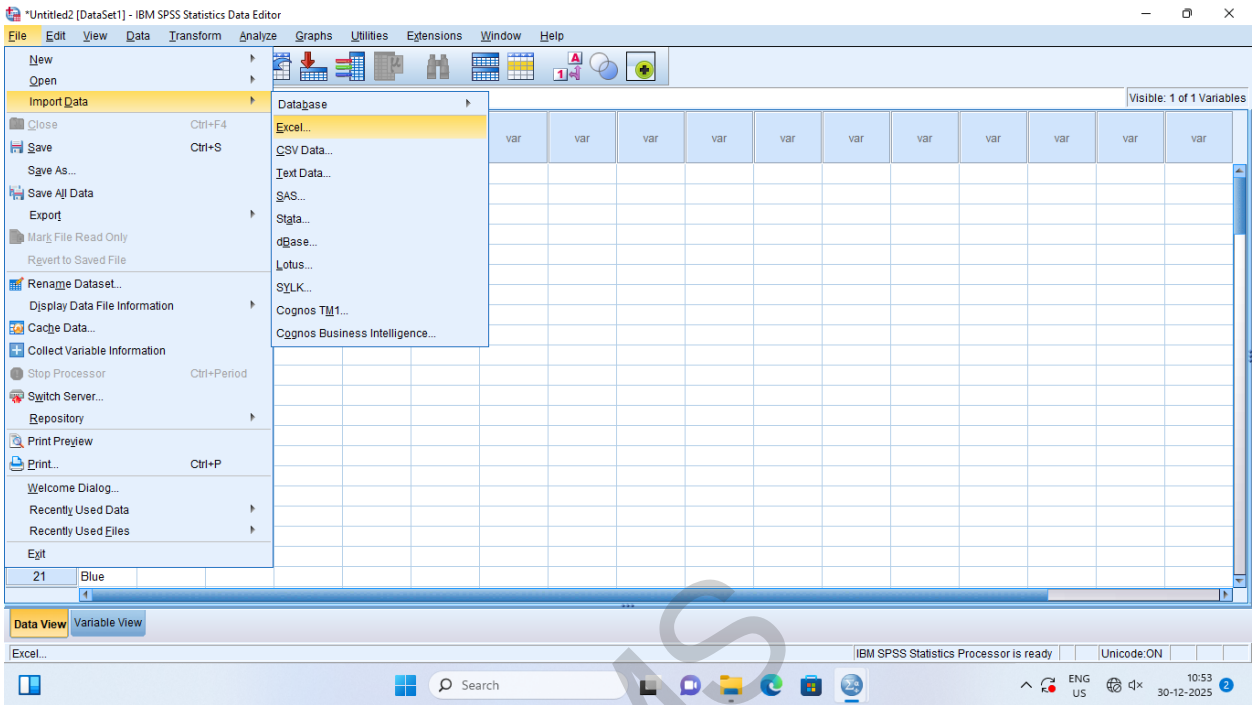 *Untitled2 [DataSet1] - IBM SPSS Statistics Data Editor
File Edit View Data Transform Analyze Graphs Utilities Extensions Window Help
New
Open
Import Data
Close Ctrl+F4
Save Ctrl+S
Save As...
Save All Data
Export
Mark File Read Only
Revert to Saved File
Rename Dataset...
Display Data File Information
Cache Data...
Collect Variable Information
Stop Processor Ctrl+Period
Switch Server...
Repository
Print Preview
Print... Ctrl+P
Welcome Dialog...
Recently Used Data
Recently Used Files
Exit
Database
Excel...
CSV Data...
Text Data...
SAS...
Stata...
dBase...
Lotus...
SYLK...
Cognos TM1...
Cognos Business Intelligence...
Visible: 1 of 1 Variables
var var var var var var var var var var var
21 Blue
Data View Variable View
Excel... IBM SPSS Statistics Processor is ready Unicode:ON
Search
ENG
US
10:53
30-12-2025
2